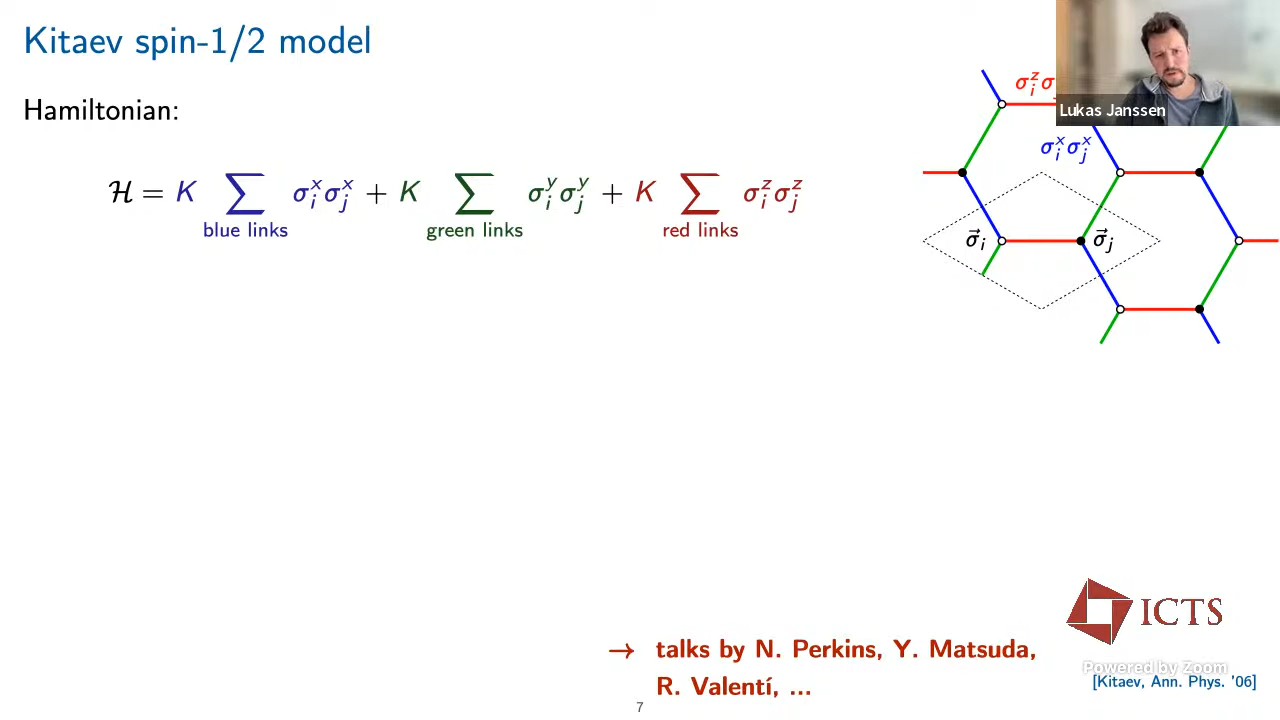 Kitaev spin-1/2 model
Hamiltonian:
ℋ = K ∑ σᵢˣσⱼˣ + K ∑ σᵢʸσⱼʸ + K ∑ σᵢᶻσⱼᶻ
blue links green links red links
σᵢᶻσ
Lukas Janssen
σᵢˣσⱼˣ
σ⃗ᵢ σ⃗ⱼ
ICTS
→ talks by N. Perkins, Y. Matsuda,
R. Valentí, ...
Powered by Zoom
[Kitaev, Ann. Phys. '06]
7